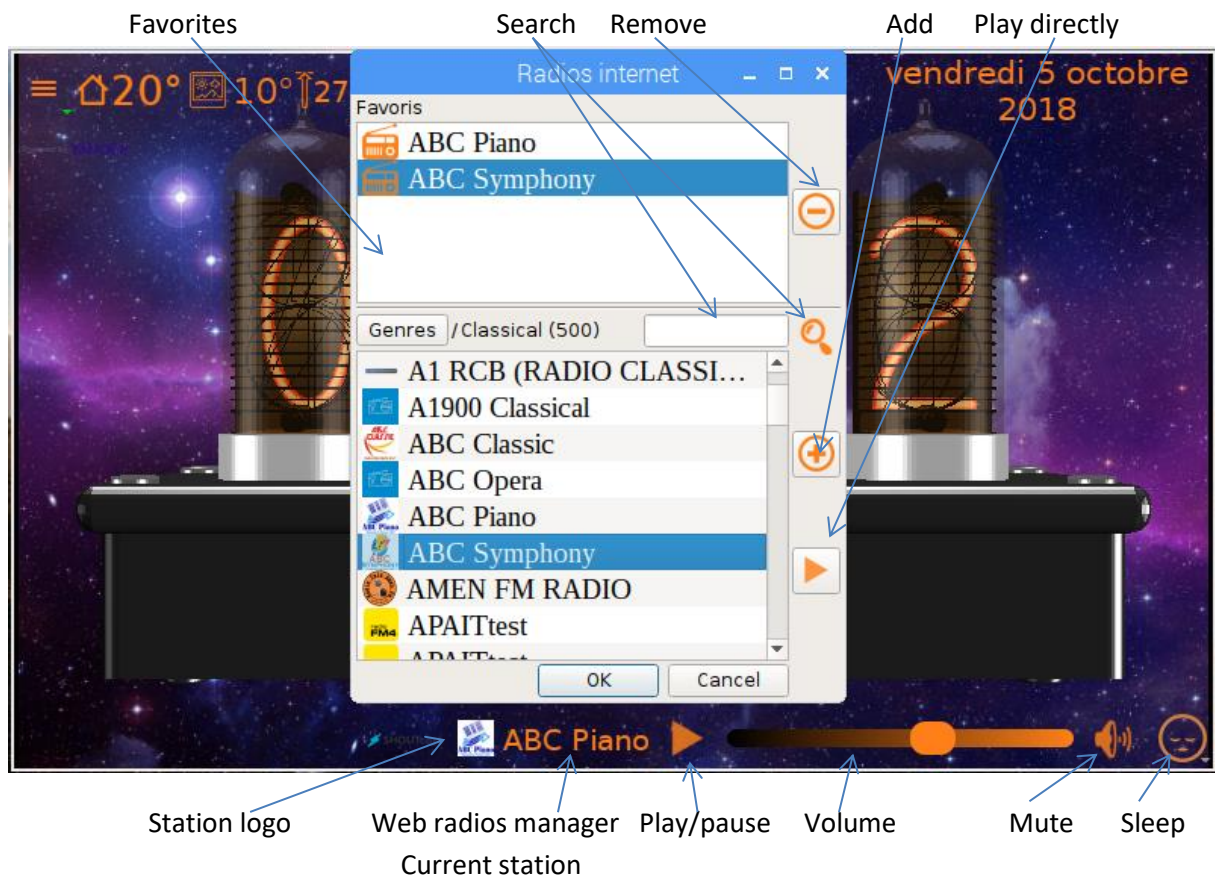 Favorites
Search
Remove
Add
Play directly
Radios internet
20° 10° 27
vendredi 5 octobre
2018
Favoris
ABC Piano
ABC Symphony
Genres /Classical (500)
A1 RCB (RADIO CLASSI...
A1900 Classical
ABC Classic
ABC Opera
ABC Piano
ABC Symphony
AMEN FM RADIO
APAITtest
APAITtest
OK
Cancel
ABC Piano
Station logo
Web radios manager
Current station
Play/pause
Volume
Mute
Sleep